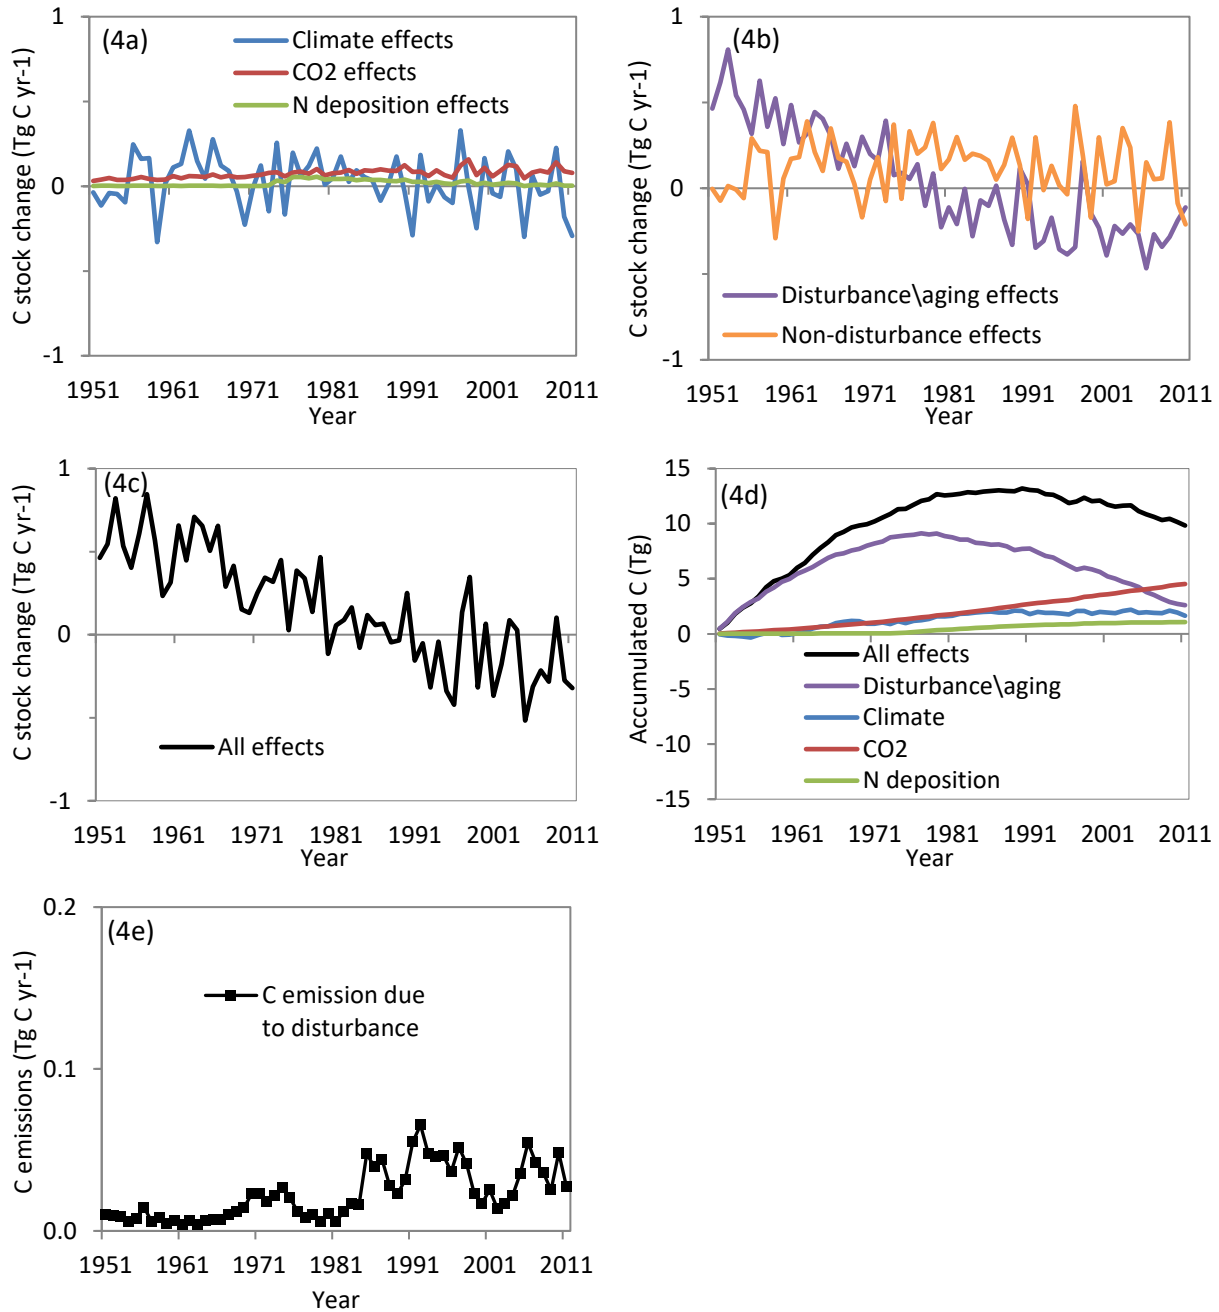 (4a)
Climate effects
CO2 effects
N deposition effects
C stock change (Tg C yr-1)
1
0
-1
1951 1961 1971 1981 1991 2001 2011
Year
(4b)
C stock change (Tg C yr-1)
1
0
-1
Disturbance\aging effects
Non-disturbance effects
1951 1961 1971 1981 1991 2001 2011
Year
(4c)
C stock change (Tg C yr-1)
1
0
-1
All effects
1951 1961 1971 1981 1991 2001 2011
Year
(4d)
Accumulated C (Tg)
15
10
5
0
-5
-10
-15
All effects
Disturbance\aging
Climate
CO2
N deposition
1951 1961 1971 1981 1991 2001 2011
Year
(4e)
C emissions (Tg C yr-1)
0.2
0.1
0.0
C emission due
to disturbance
1951 1961 1971 1981 1991 2001 2011
Year